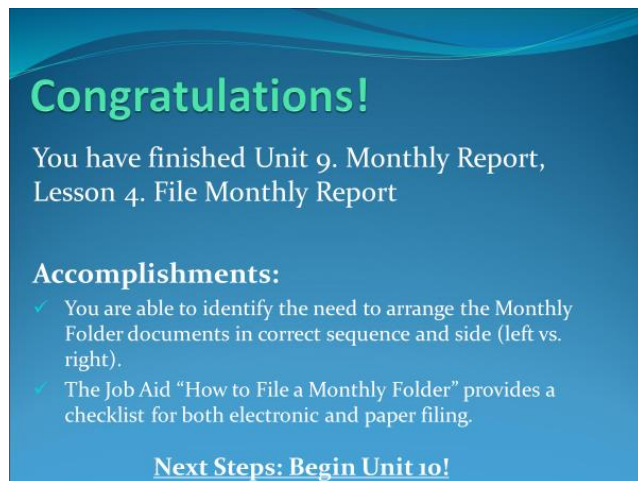 Congratulations!
You have finished Unit 9. Monthly Report,
Lesson 4. File Monthly Report
Accomplishments:
✓ You are able to identify the need to arrange the Monthly
Folder documents in correct sequence and side (left vs.
right).
✓ The Job Aid “How to File a Monthly Folder” provides a
checklist for both electronic and paper filing.
Next Steps: Begin Unit 10!